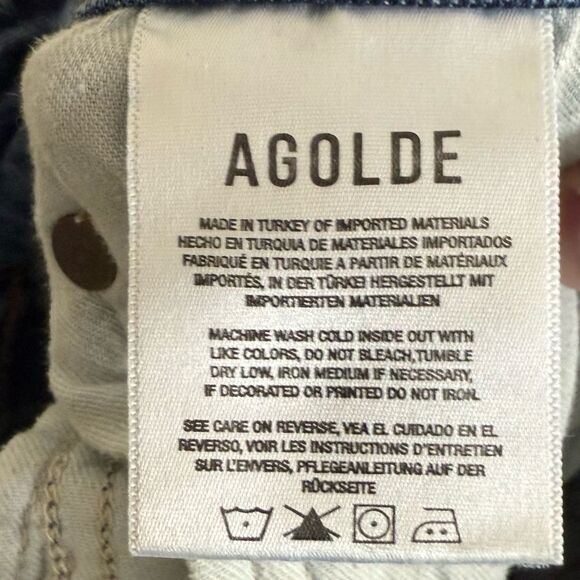 AGOLDE
MADE IN TURKEY OF IMPORTED MATERIALS
HECHO EN TURQUIA DE MATERIALES IMPORTADOS
FABRIQUÉ EN TURQUIE A PARTIR DE MATÉRIAUX
IMPORTÉS, IN DER TÜRKEI HERGESTELLT MIT
IMPORTIERTEN MATERIALIEN
MACHINE WASH COLD INSIDE OUT WITH
LIKE COLORS, DO NOT BLEACH, TUMBLE
DRY LOW, IRON MEDIUM IF NECESSARY,
IF DECORATED OR PRINTED DO NOT IRON.
SEE CARE ON REVERSE, VEA EL CUIDADO EN EL
REVERSO, VOIR LES INSTRUCTIONS D'ENTRETIEN
SUR L'ENVERS, PFLEGEANLEITUNG AUF DER
RÜCKSEITE